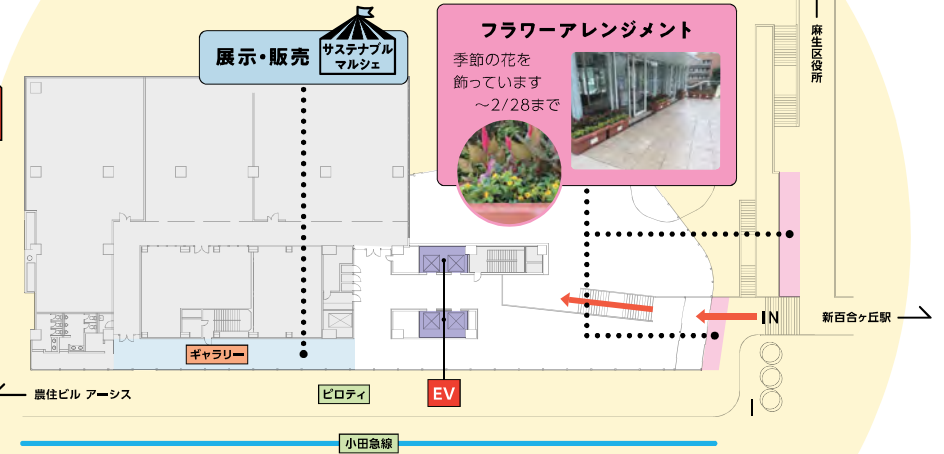 展示・販売
サステナブル
マルシェ
フラワーアレンジメント
季節の花を
飾っています
～2/28まで
麻生区役所
IN
新百合ヶ丘駅
ギャラリー
農住ビル アーシス
ピロティ
EV
小田急線